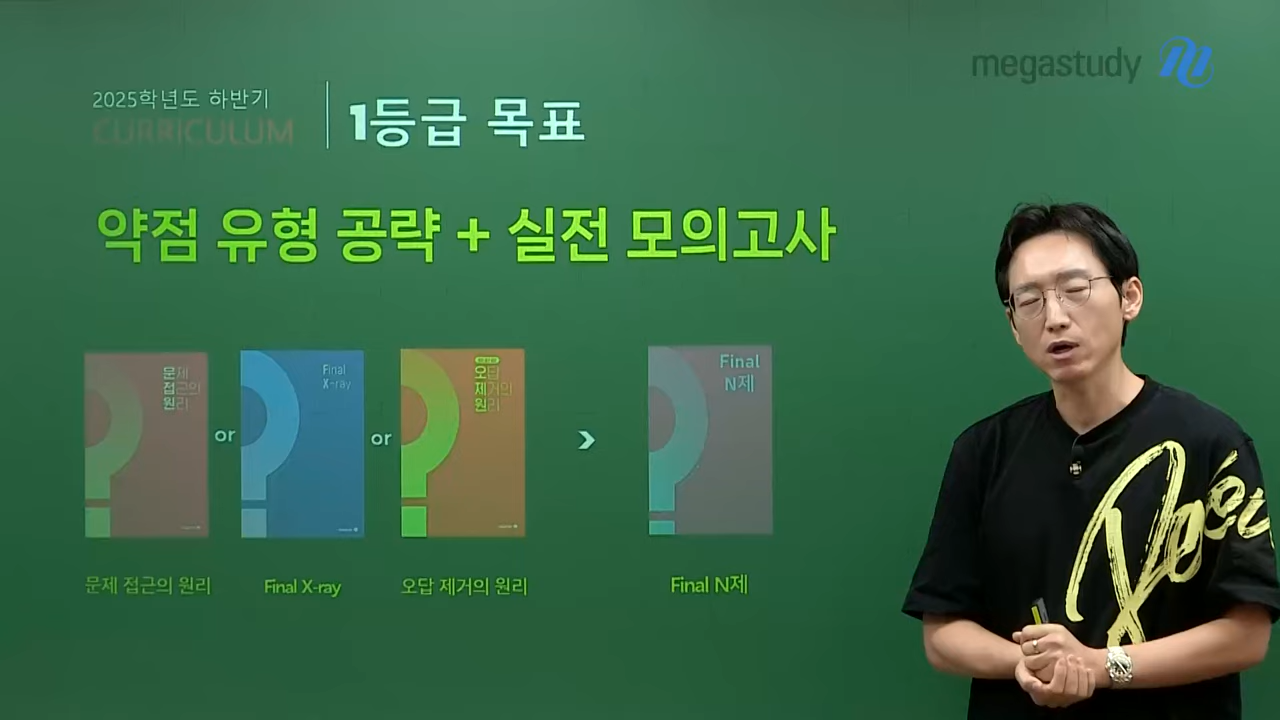 megastudy
2025학년도 하반기
CURRICULUM
1등급 목표
약점 유형 공략 + 실전 모의고사
문제
접근의
원리
or
Final
X-ray
or
오답
제거의
원리
Final
N제
문제 접근의 원리
Final X-ray
오답 제거의 원리
Final N제